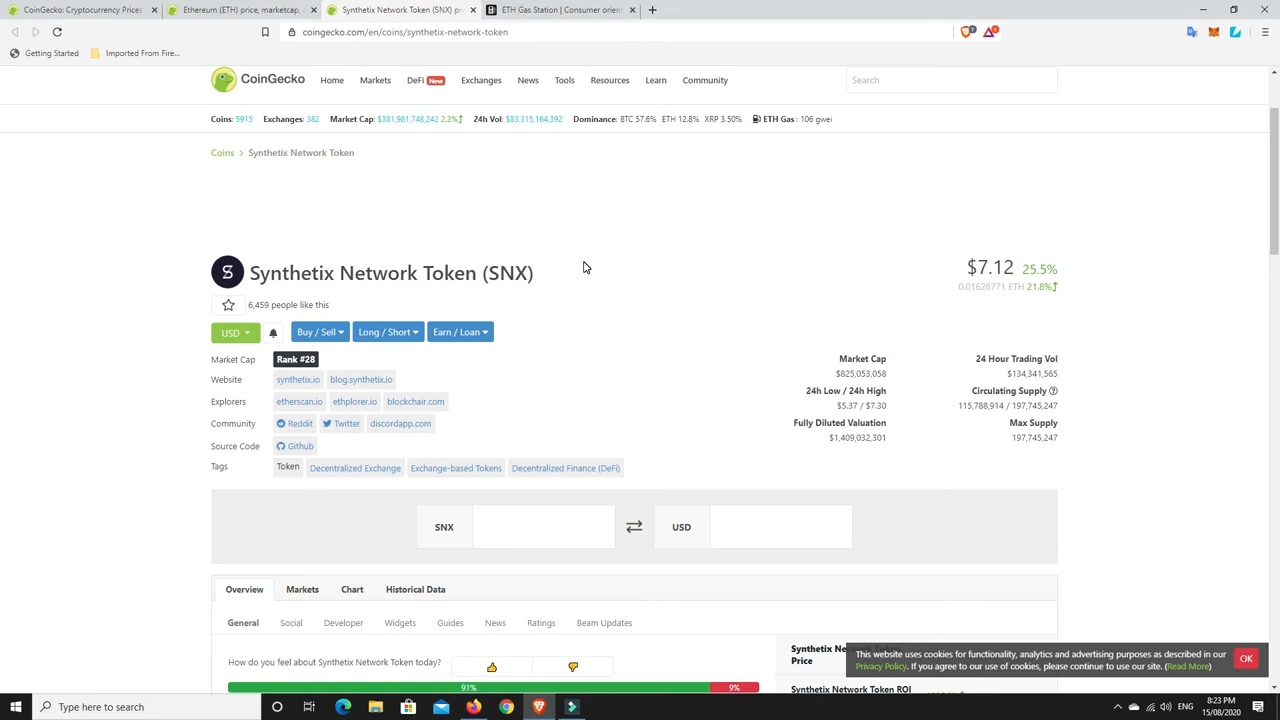 CoinGecko: Cryptocurrency Prices
Ethereum (ETH) price, marketcap,
Synthetix Network Token (SNX) pr
ETH Gas Station | Consumer orient
coingecko.com/en/coins/synthetix-network-token
Getting Started
Imported From Fire...
CoinGecko
Home
Markets
DeFi New
Exchanges
News
Tools
Resources
Learn
Community
Search
Coins: 5915 Exchanges: 382 Market Cap: $381,981,748,242 2.3% 24h Vol: $83,315,164,392 Dominance: BTC 57.6% ETH 12.8% XRP 3.50% ETH Gas : 106 gwei
Coins > Synthetix Network Token
Synthetix Network Token (SNX)
$7.12 25.5%
0.01628771 ETH 21.8%
6,459 people like this
USD
Buy / Sell
Long / Short
Earn / Loan
Market Cap Rank #28
Website synthetix.io blog.synthetix.io
Explorers etherscan.io ethplorer.io blockchair.com
Community Reddit Twitter discordapp.com
Source Code Github
Tags Token Decentralized Exchange Exchange-based Tokens Decentralized Finance (DeFi)
Market Cap
$825,053,058
24 Hour Trading Vol
$134,341,565
24h Low / 24h High
$5.37 / $7.30
Circulating Supply
115,788,914 / 197,745,247
Fully Diluted Valuation
$1,409,032,301
Max Supply
197,745,247
SNX
USD
Overview
Markets
Chart
Historical Data
General
Social
Developer
Widgets
Guides
News
Ratings
Beam Updates
How do you feel about Synthetix Network Token today?
91%
9%
Synthetix
Price
Synthetix Network Token ROI
This website uses cookies for functionality, analytics and advertising purposes as described in our
Privacy Policy. If you agree to our use of cookies, please continue to use our site. (Read More)
OK
Type here to search
ENG
8:23 PM
15/08/2020